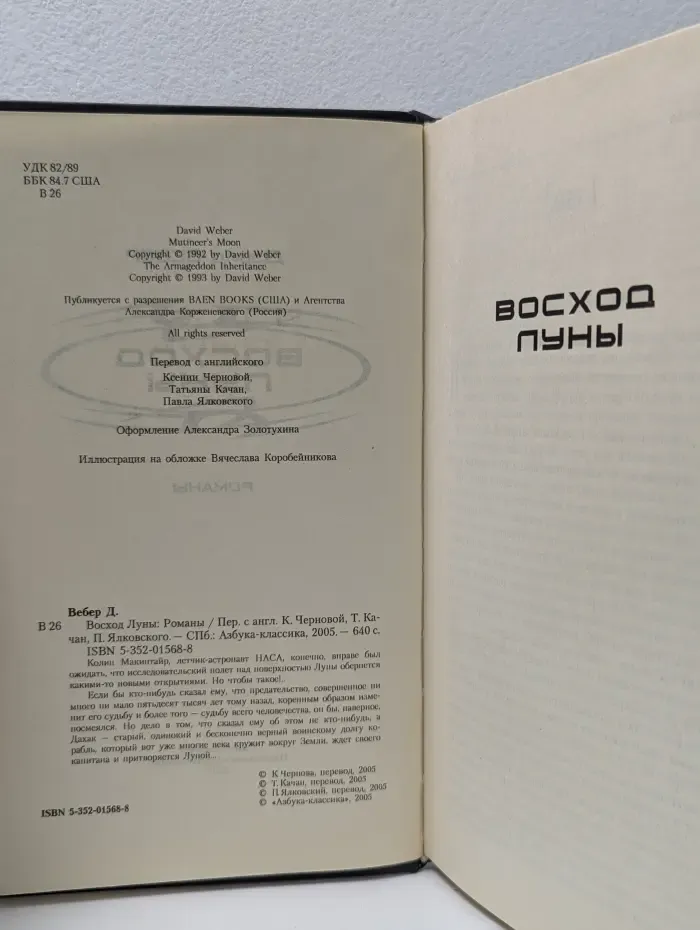 УДК 82/89
ББК 84.7 США
В 26
David Weber
Mutineer's Moon
Copyright © 1992 by David Weber
The Armageddon Inheritance
Copyright © 1993 by David Weber
Публикуется с разрешения BAEN BOOKS (США) и Агентства
Александра Корженевского (Россия)
All rights reserved
Перевод с английского
Ксении Черновой,
Татьяны Качан,
Павла Ялковского
Оформление Александра Золотухина
Иллюстрация на обложке Вячеслава Коробейникова
Вебер Д.
В 26 Восход Луны: Романы / Пер. с англ. К. Черновой, Т. Ка-
чан, П. Ялковского. — СПб.: Азбука-классика, 2005. — 640 с.
ISBN 5-352-01568-8
Колин Макинтайр, летчик-астронавт НАСА, конечно, вправе был
ожидать, что исследовательский полет над поверхностью Луны обернется
какими-то новыми открытиями. Но чтобы такое!..
Если бы кто-нибудь сказал ему, что предательство, совершенное ни
много ни мало пятьдесят тысяч лет тому назад, коренным образом изме-
нит его судьбу и более того — судьбу всего человечества, он бы, наверное,
посмеялся. Но дело в том, что сказал ему об этом не кто-нибудь, а
Дахак — старый, одинокий и бесконечно верный воинскому долгу ко-
рабль, который вот уже многие века кружит вокруг Земли, ждет своего
капитана и притворяется Луной...
© К.Чернова, перевод, 2005
© Т. Качан, перевод, 2005
© П. Ялковский, перевод, 2005
ISBN 5-352-01568-8
© «Азбука-классика», 2005
ВОСХОД
ЛУНЫ